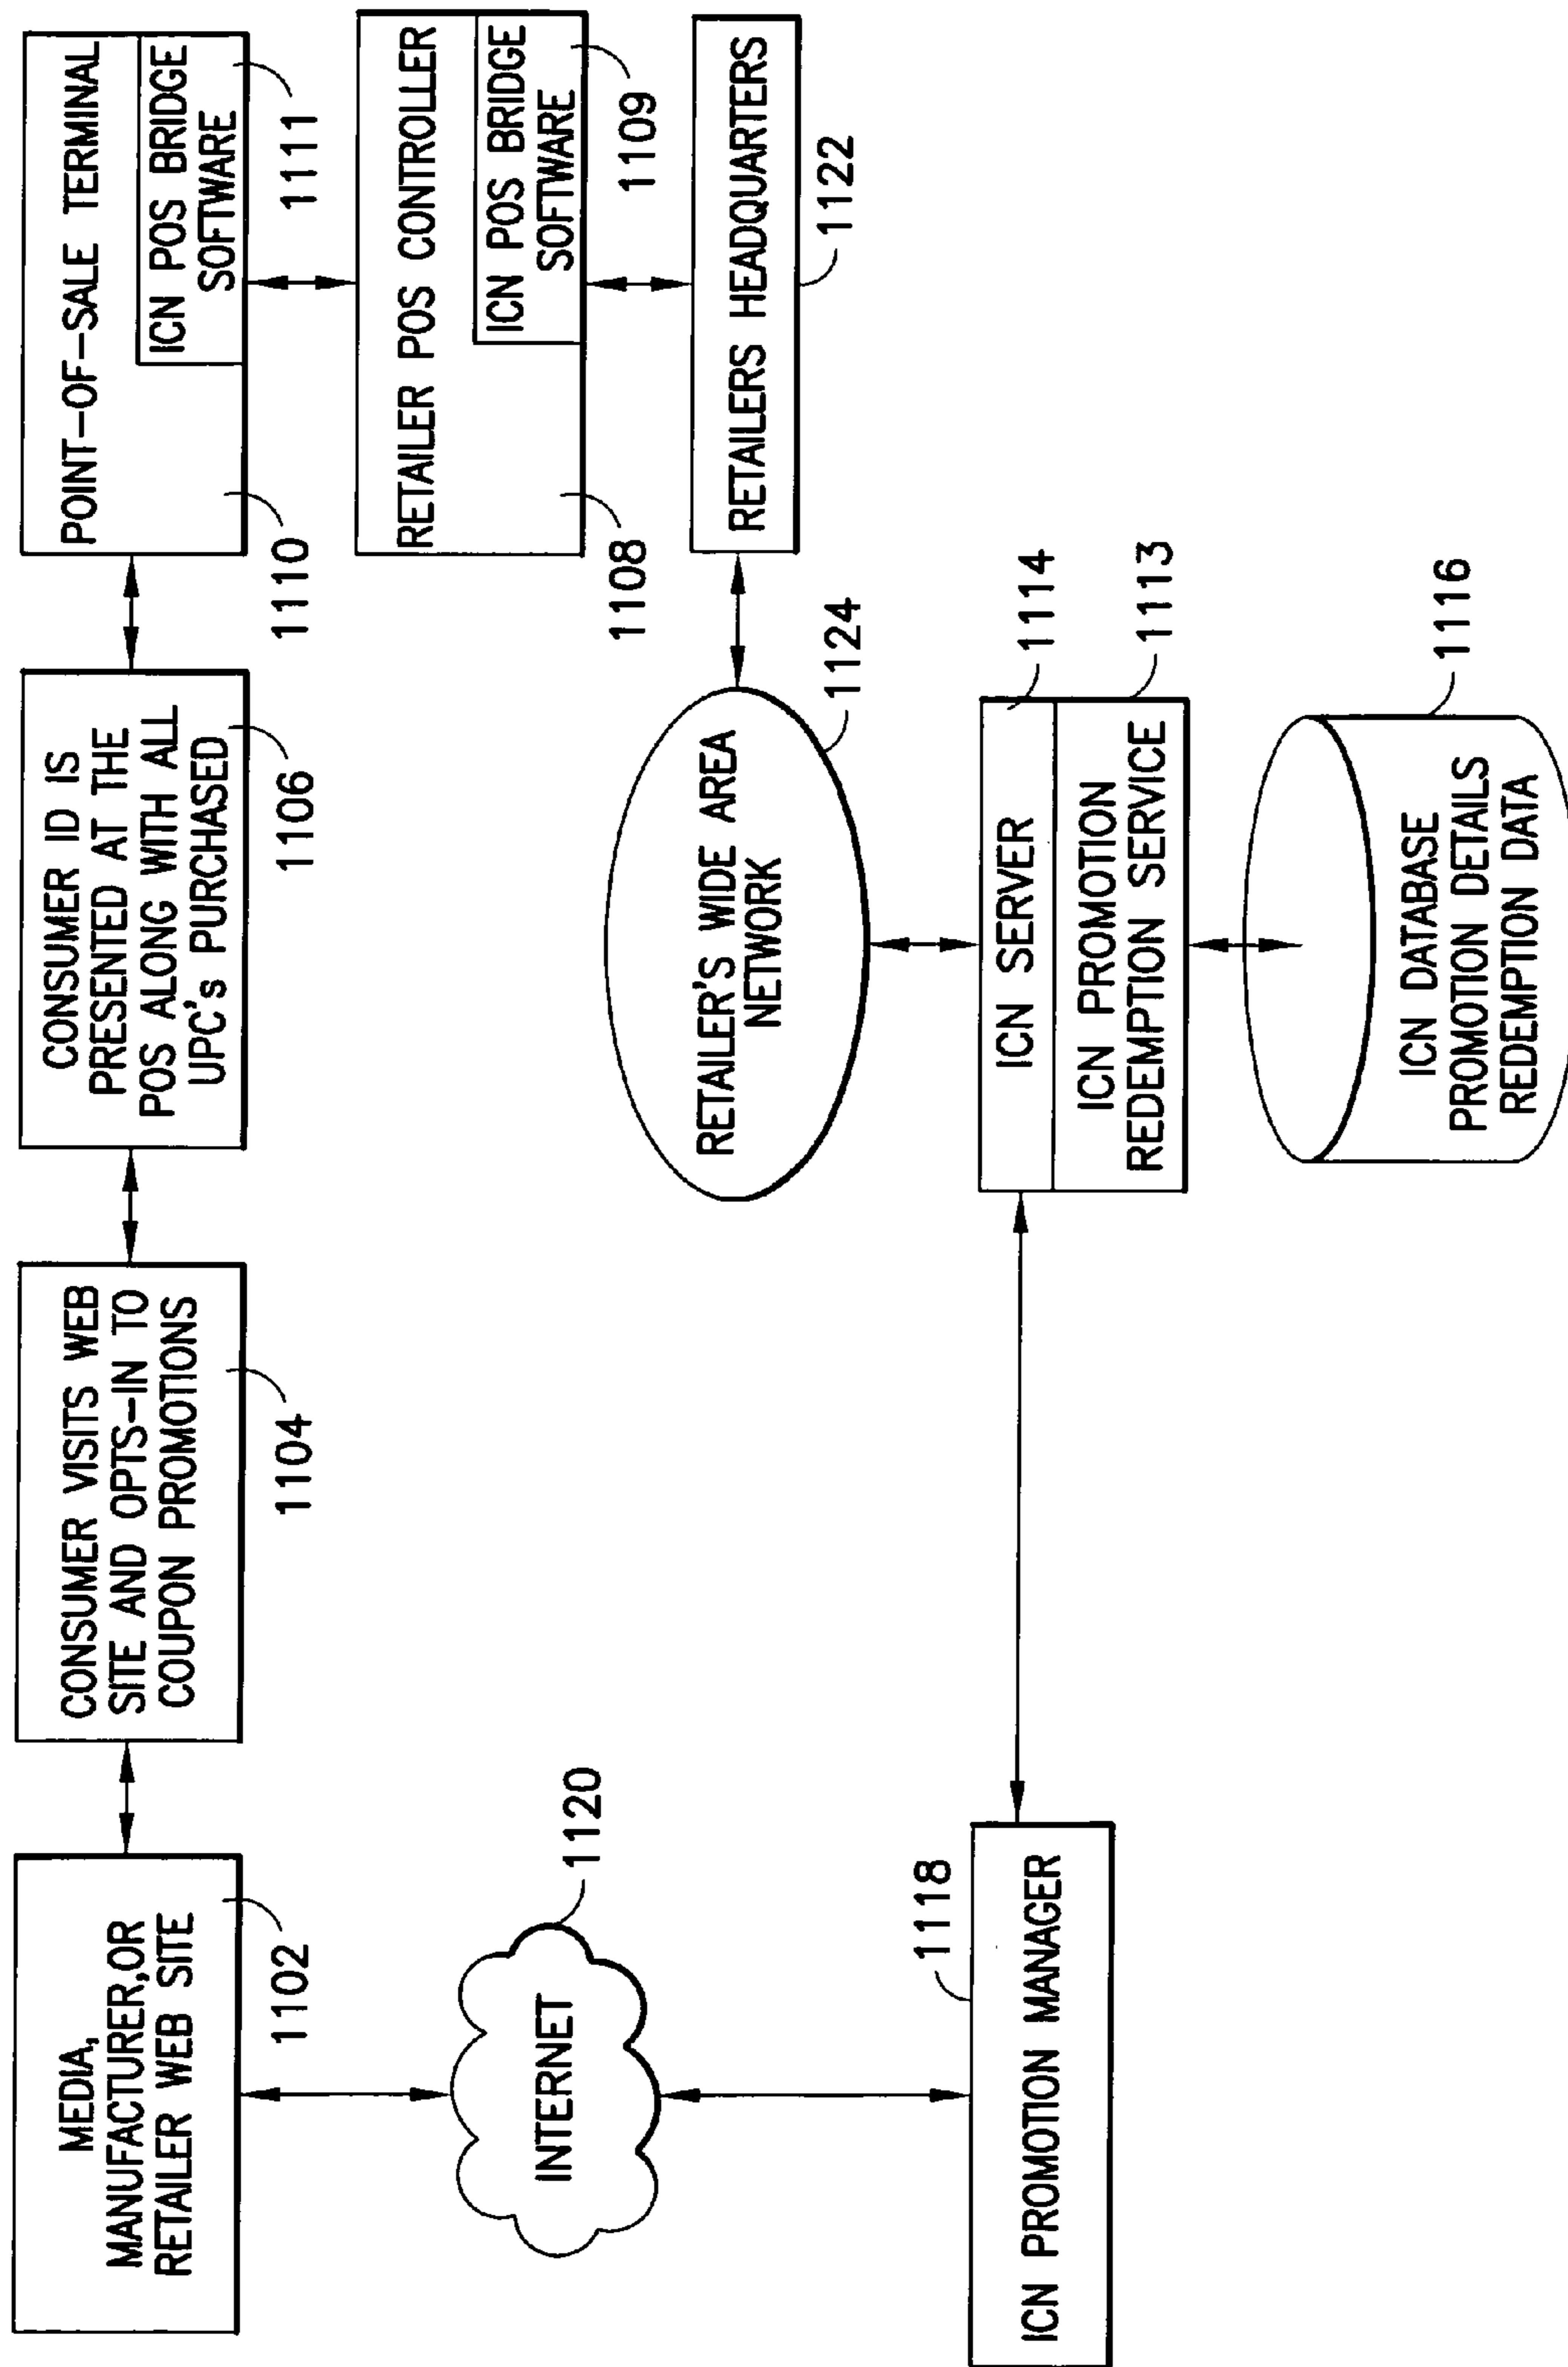 MEDIA,
MANUFACTURER,OR
RETAILER WEB SITE
1102
CONSUMER VISITS WEB
SITE AND OPTS-IN TO
COUPON PROMOTIONS
1104
CONSUMER ID IS
PRESENTED AT THE
POS ALONG WITH ALL
UPC's PURCHASED
1106
POINT-OF-SALE TERMINAL
ICN POS BRIDGE
SOFTWARE
1110
1111
RETAILER POS CONTROLLER
ICN POS BRIDGE
SOFTWARE
1108
1109
RETAILERS HEADQUARTERS
1122
INTERNET
1120
RETAILER'S WIDE AREA
NETWORK
1124
ICN PROMOTION MANAGER
1118
ICN SERVER
1114
ICN PROMOTION
REDEMPTION SERVICE
1113
ICN DATABASE
PROMOTION DETAILS
REDEMPTION DATA
1116